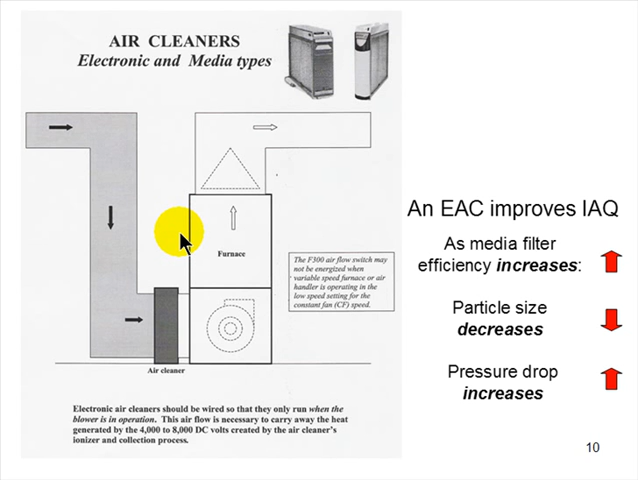 AIR CLEANERS
Electronic and Media types
Furnace
The F300 air flow switch may
not be energized when
variable speed furnace or air
handler is operating in the
low speed setting for the
constant fan (CF) speed.
Air cleaner
Electronic air cleaners should be wired so that they only run when the
blower is in operation. This air flow is necessary to carry away the heat
generated by the 4,000 to 8,000 DC volts created by the air cleaner's
ionizer and collection process.
An EAC improves IAQ
As media filter
efficiency increases:
Particle size
decreases
Pressure drop
increases
10